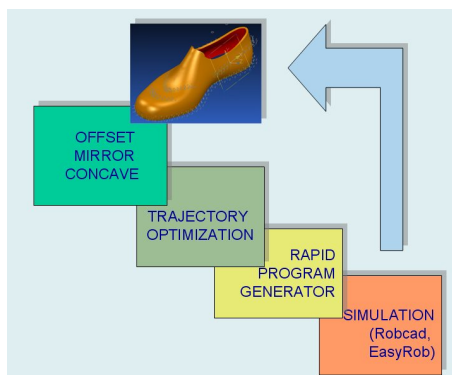 OFFSET
MIRROR
CONCAVE
TRAJECTORY
OPTIMIZATION
RAPID
PROGRAM
GENERATOR
SIMULATION
(Robcad,
EasyRob)